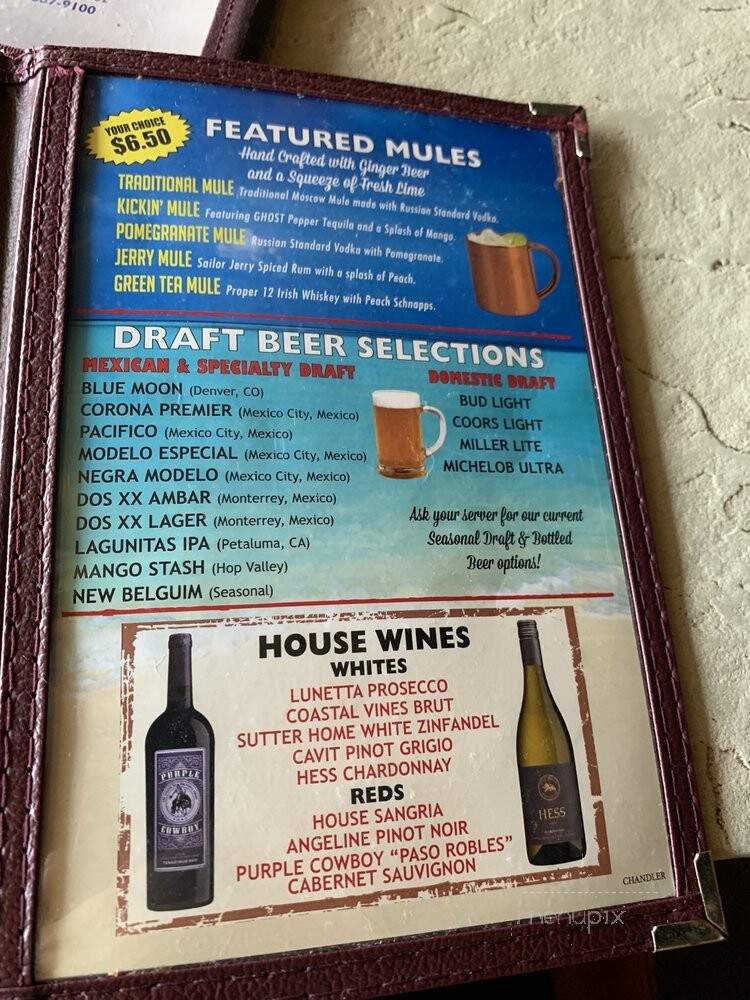 667-9100
YOUR CHOICE
$6.50
FEATURED MULES
Hand Crafted with Ginger Beer
and a Squeeze of Fresh Lime
TRADITIONAL MULE Traditional Moscow Mule made with Russian Standard Vodka.
KICKIN' MULE Featuring GHOST Pepper Tequila and a Splash of Mango.
POMEGRANATE MULE Russian Standard Vodka with Pomegranate.
JERRY MULE Sailor Jerry Spiced Rum with a splash of Peach.
GREEN TEA MULE Proper 12 Irish Whiskey with Peach Schnapps.
DRAFT BEER SELECTIONS
MEXICAN & SPECIALTY DRAFT
BLUE MOON (Denver, CO)
CORONA PREMIER (Mexico City, Mexico)
PACIFICO (Mexico City, Mexico)
MODELO ESPECIAL (Mexico City, Mexico)
NEGRA MODELO (Mexico City, Mexico)
DOS XX AMBAR (Monterrey, Mexico)
DOS XX LAGER (Monterrey, Mexico)
LAGUNITAS IPA (Petaluma, CA)
MANGO STASH (Hop Valley)
NEW BELGUIM (Seasonal)
DOMESTIC DRAFT
BUD LIGHT
COORS LIGHT
MILLER LITE
MICHELOB ULTRA
Ask your server for our current
Seasonal Draft & Bottled
Beer options!
HOUSE WINES
WHITES
LUNETTA PROSECCO
COASTAL VINES BRUT
SUTTER HOME WHITE ZINFANDEL
CAVIT PINOT GRIGIO
HESS CHARDONNAY
REDS
HOUSE SANGRIA
ANGELINE PINOT NOIR
PURPLE COWBOY "PASO ROBLES"
CABERNET SAUVIGNON
PURPLE
COWBOY
HESS
CHANDLER
menupix